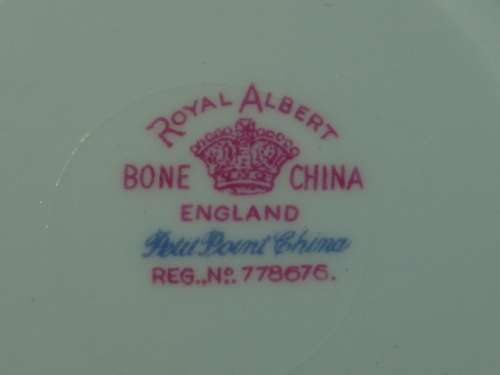 ROYAL ALBERT
BONE CHINA
ENGLAND
Petit Point China
REG., No: 778676.